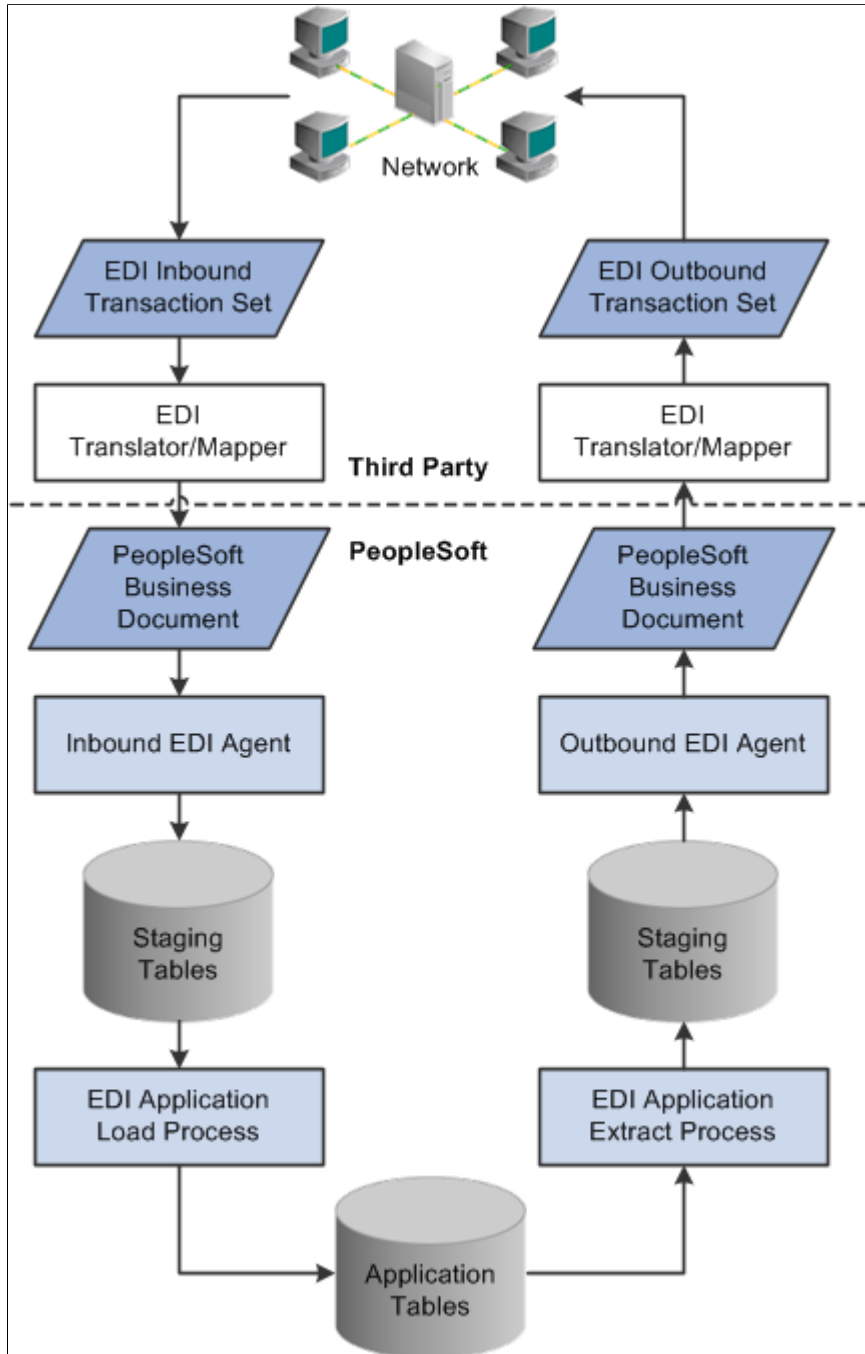 Network
EDI Inbound
Transaction Set
EDI Outbound
Transaction Set
EDI
Translator/Mapper
EDI
Translator/Mapper
Third Party
PeopleSoft
PeopleSoft
Business
Document
PeopleSoft
Business
Document
Inbound EDI Agent
Outbound EDI Agent
Staging
Tables
Staging
Tables
EDI Application
Load Process
EDI Application
Extract Process
Application
Tables